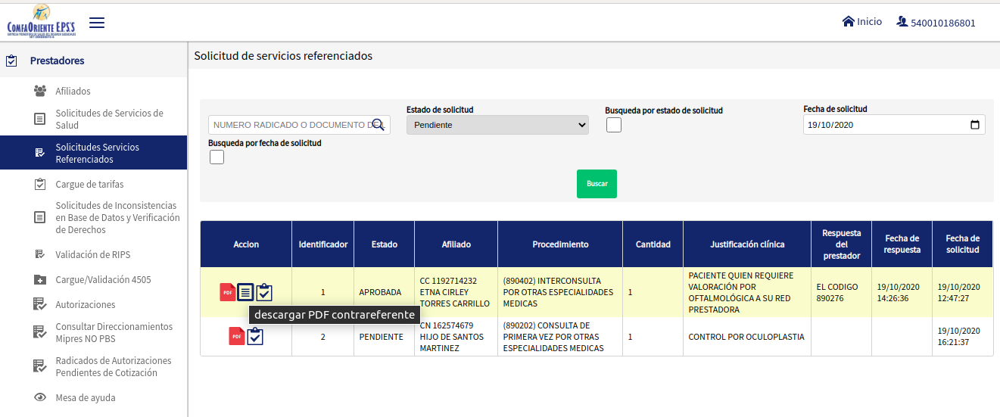 COMFAORIENTE EPS'S
Inicio
540010186801
Prestadores
Afiliados
Solicitudes de Servicios de
Salud
Solicitudes Servicios
Referenciados
Cargue de tarifas
Solicitudes de Inconsistencias
en Base de Datos y Verificación
de Derechos
Validación de RIPS
Cargue/Validación 4505
Autorizaciones
Consultar Direccionamientos
Mipres NO PBS
Radicados de Autorizaciones
Pendientes de Cotización
Mesa de ayuda
Solicitud de servicios referenciados
NUMERO RADICADO O DOCUMENTO DE L
Estado de solicitud
Pendiente
Busqueda por estado de solicitud
Fecha de solicitud
19/10/2020
Busqueda por fecha de solicitud
Buscar
Accion
Identificador
Estado
Afiliado
Procedimiento
Cantidad
Justificación clínica
Respuesta
del
prestador
Fecha de
respuesta
Fecha de
solicitud
PDF
1
APROBADA
CC 1192714232
ETNA CIRLEY
TORRES CARRILLO
(890402) INTERCONSULTA
POR OTRAS ESPECIALIDADES
MEDICAS
1
PACIENTE QUIEN REQUIERE
VALORACIÓN POR
OFTALMOLÓGICA A SU RED
PRESTADORA
EL CODIGO
890276
19/10/2020
14:26:36
19/10/2020
12:47:27
descargar PDF contrareferente
PDF
2
PENDIENTE
CN 162574679
HIJO DE SANTOS
MARTINEZ
(890202) CONSULTA DE
PRIMERA VEZ POR OTRAS
ESPECIALIDADES MEDICAS
1
CONTROL POR OCULOPLASTIA
19/10/2020
16:21:37